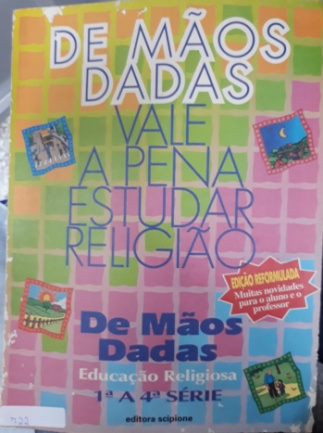 DE MÃOS
DADAS
VALE
A PENA
ESTUDAR
RELIGIÃO
EDIÇÃO REFORMULADA
Muitas novidades
para o aluno e o
professor
De Mãos
Dadas
Educação Religiosa
1ª A 4ª SÉRIE
editora scipione